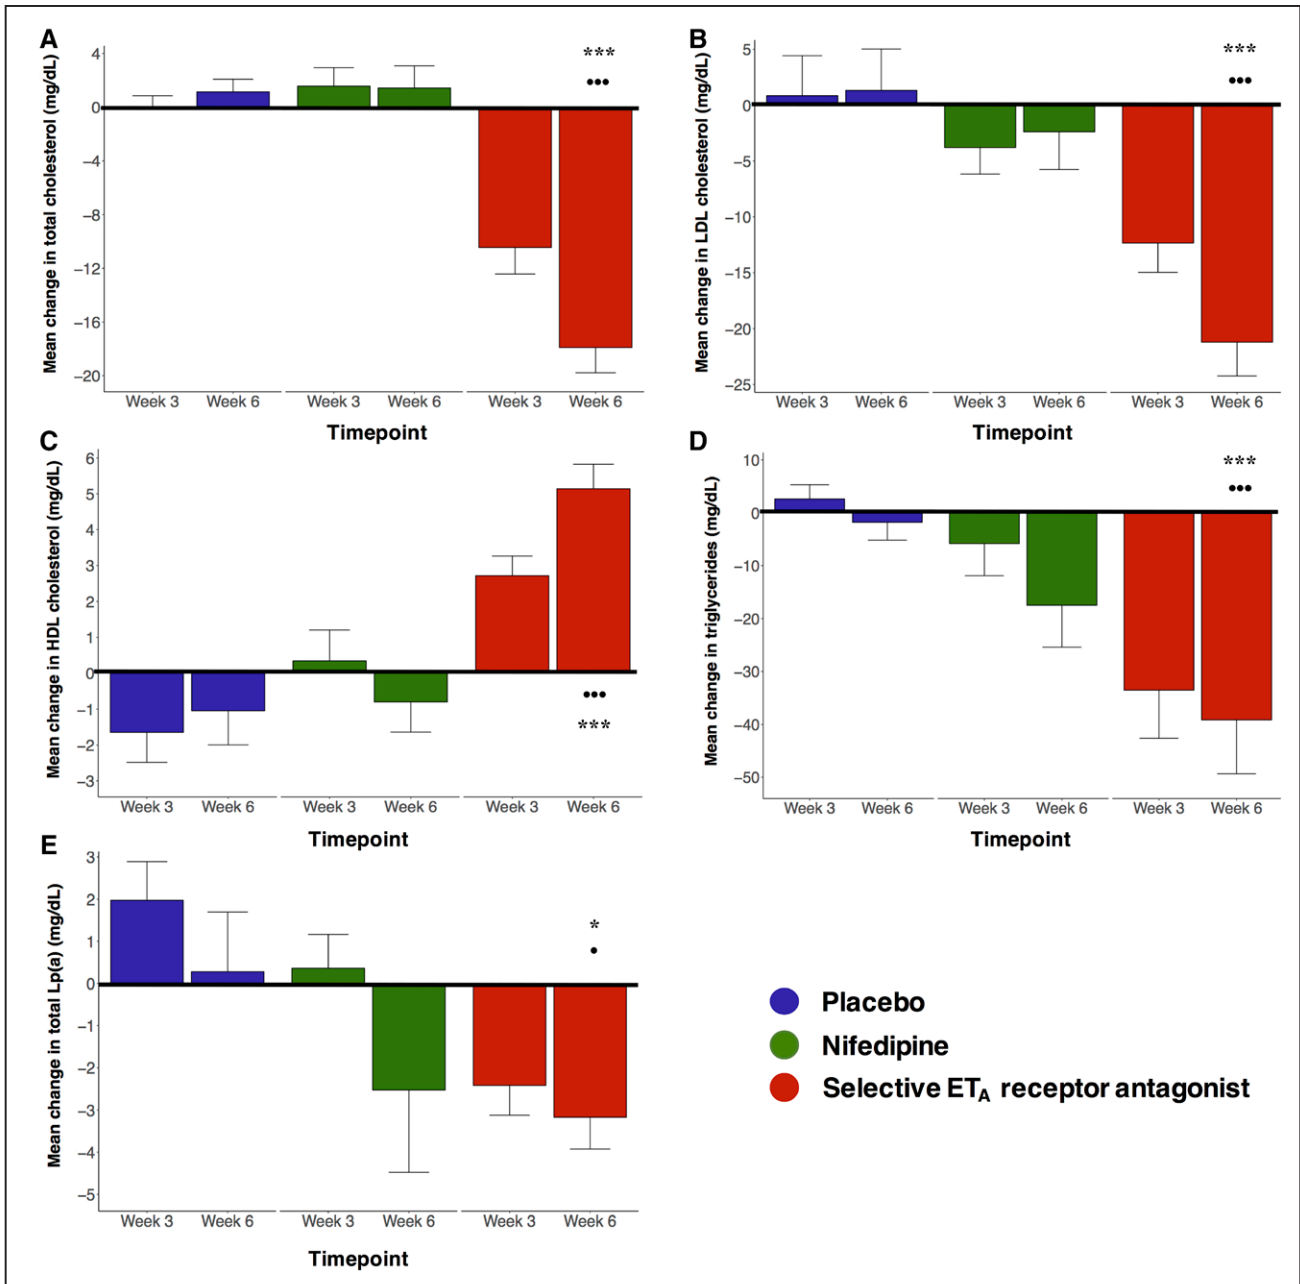 A
Mean change in total cholesterol (mg/dL)
4
0
−4
−8
−12
−16
−20
***
•••
Week 3 Week 6 Week 3 Week 6 Week 3 Week 6
Timepoint
B
Mean change in LDL cholesterol (mg/dL)
5
0
−5
−10
−15
−20
−25
***
•••
Week 3 Week 6 Week 3 Week 6 Week 3 Week 6
Timepoint
C
Mean change in HDL cholesterol (mg/dL)
6
5
4
3
2
1
0
−1
−2
−3
•••
***
Week 3 Week 6 Week 3 Week 6 Week 3 Week 6
Timepoint
D
Mean change in triglycerides (mg/dL)
10
0
−10
−20
−30
−40
−50
***
•••
Week 3 Week 6 Week 3 Week 6 Week 3 Week 6
Timepoint
E
Mean change in total Lp(a) (mg/dL)
3
2
1
0
−1
−2
−3
−4
−5
*
•
Week 3 Week 6 Week 3 Week 6 Week 3 Week 6
Timepoint
Placebo
Nifedipine
Selective ETA receptor antagonist